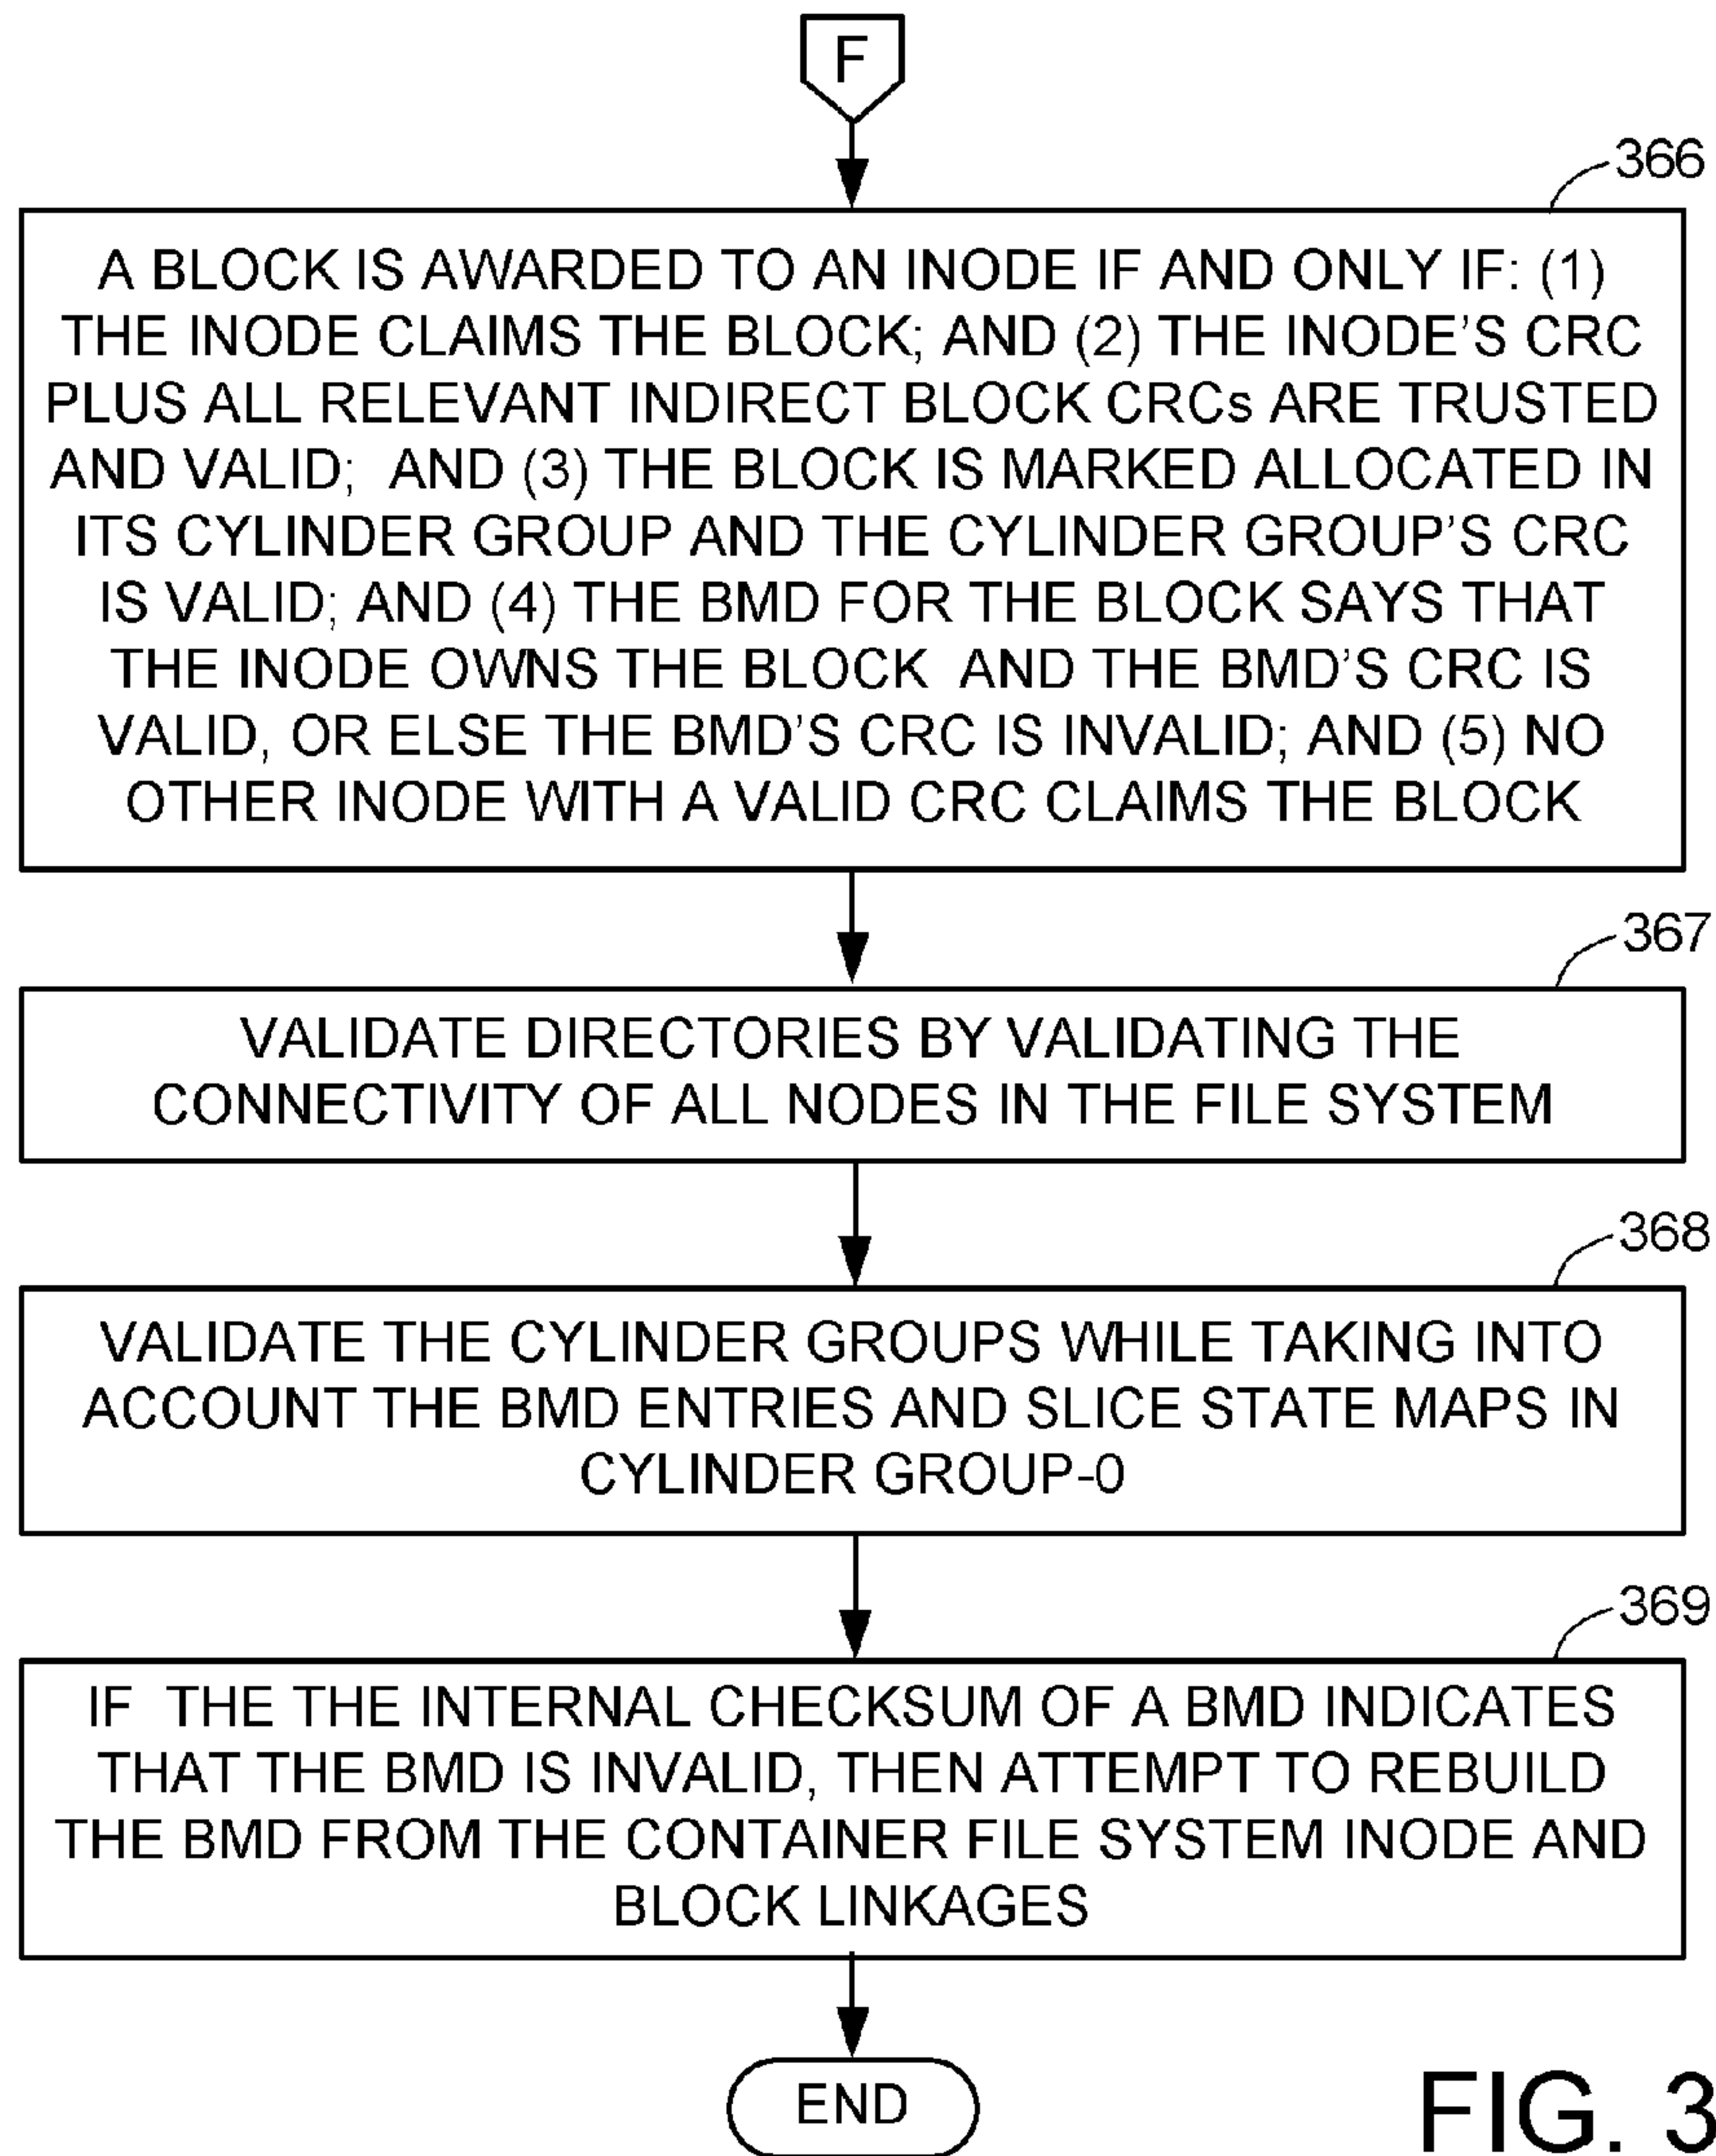 F
366
A BLOCK IS AWARDED TO AN INODE IF AND ONLY IF: (1)
THE INODE CLAIMS THE BLOCK; AND (2) THE INODE'S CRC
PLUS ALL RELEVANT INDIRECT BLOCK CRCs ARE TRUSTED
AND VALID; AND (3) THE BLOCK IS MARKED ALLOCATED IN
ITS CYLINDER GROUP AND THE CYLINDER GROUP'S CRC
IS VALID; AND (4) THE BMD FOR THE BLOCK SAYS THAT
THE INODE OWNS THE BLOCK AND THE BMD'S CRC IS
VALID, OR ELSE THE BMD'S CRC IS INVALID; AND (5) NO
OTHER INODE WITH A VALID CRC CLAIMS THE BLOCK
367
VALIDATE DIRECTORIES BY VALIDATING THE
CONNECTIVITY OF ALL NODES IN THE FILE SYSTEM
368
VALIDATE THE CYLINDER GROUPS WHILE TAKING INTO
ACCOUNT THE BMD ENTRIES AND SLICE STATE MAPS IN
CYLINDER GROUP-0
369
IF THE THE INTERNAL CHECKSUM OF A BMD INDICATES
THAT THE BMD IS INVALID, THEN ATTEMPT TO REBUILD
THE BMD FROM THE CONTAINER FILE SYSTEM INODE AND
BLOCK LINKAGES
END
FIG. 3